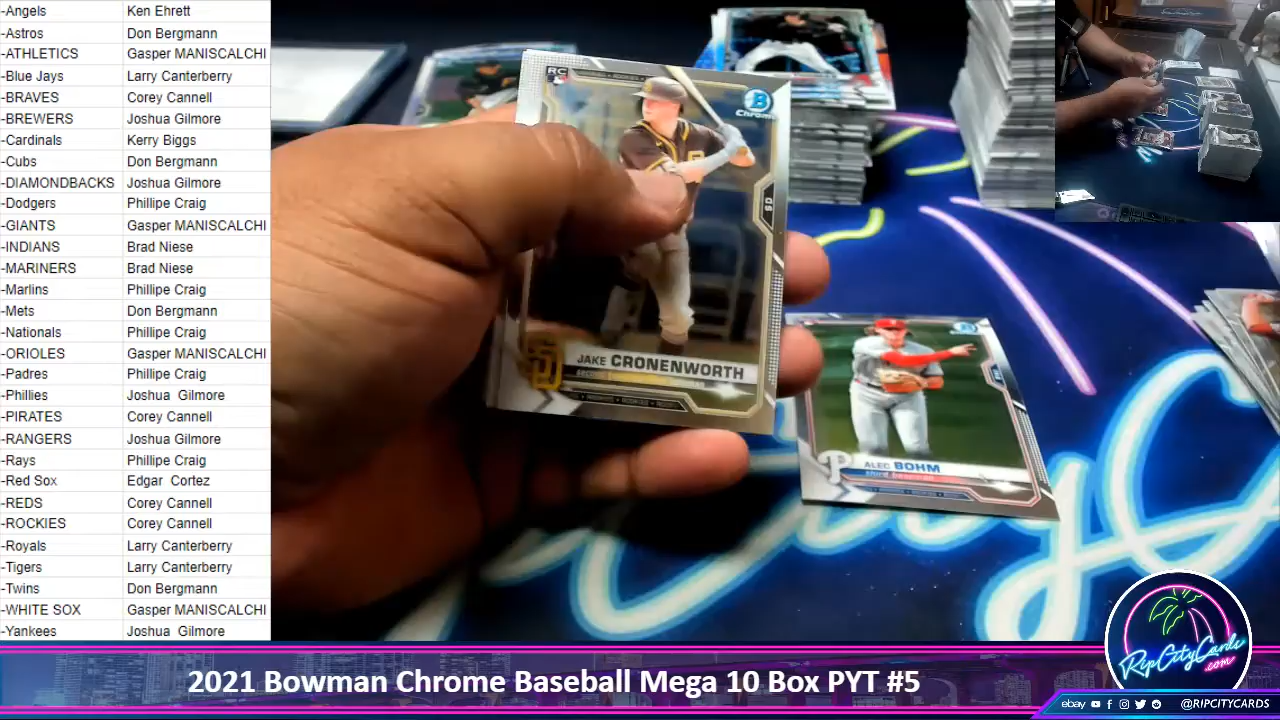 -Angels Ken Ehrett
-Astros Don Bergmann
-ATHLETICS Gasper MANISCALCHI
-Blue Jays Larry Canterberry
-BRAVES Corey Cannell
-BREWERS Joshua Gilmore
-Cardinals Kerry Biggs
-Cubs Don Bergmann
-DIAMONDBACKS Joshua Gilmore
-Dodgers Phillipe Craig
-GIANTS Gasper MANISCALCHI
-INDIANS Brad Niese
-MARINERS Brad Niese
-Marlins Phillipe Craig
-Mets Don Bergmann
-Nationals Phillipe Craig
-ORIOLES Gasper MANISCALCHI
-Padres Phillipe Craig
-Phillies Joshua Gilmore
-PIRATES Corey Cannell
-RANGERS Joshua Gilmore
-Rays Phillipe Craig
-Red Sox Edgar Cortez
-REDS Corey Cannell
-ROCKIES Corey Cannell
-Royals Larry Canterberry
-Tigers Larry Canterberry
-Twins Don Bergmann
-WHITE SOX Gasper MANISCALCHI
-Yankees Joshua Gilmore
RC
B
Chrome
SD
JAKE CRONENWORTH
SD
P
ALEC BOHM
third baseman
RipCityCards
.com
2021 Bowman Chrome Baseball Mega 10 Box PYT #5
ebay @RIPCITYCARDS